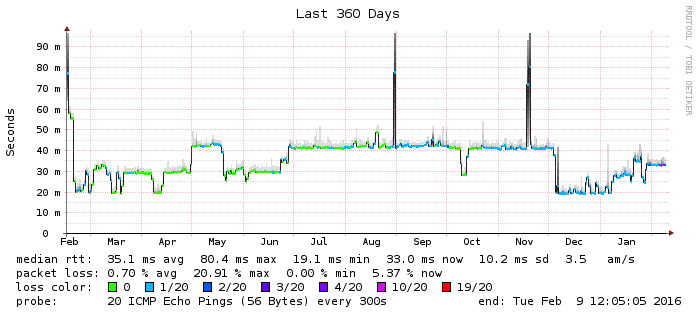 Last 360 Days
RRDTOOL / TOBI OETIKER
Seconds
90 m
80 m
70 m
60 m
50 m
40 m
30 m
20 m
10 m
0
Feb Mar Apr May Jun Jul Aug Sep Oct Nov Dec Jan
median rtt: 35.1 ms avg 80.4 ms max 19.1 ms min 33.0 ms now 10.2 ms sd 3.5 am/s
packet loss: 0.70 % avg 20.91 % max 0.00 % min 5.37 % now
loss color: 0 1/20 2/20 3/20 4/20 10/20 19/20
probe: 20 ICMP Echo Pings (56 Bytes) every 300s end: Tue Feb 9 12:05:05 2016